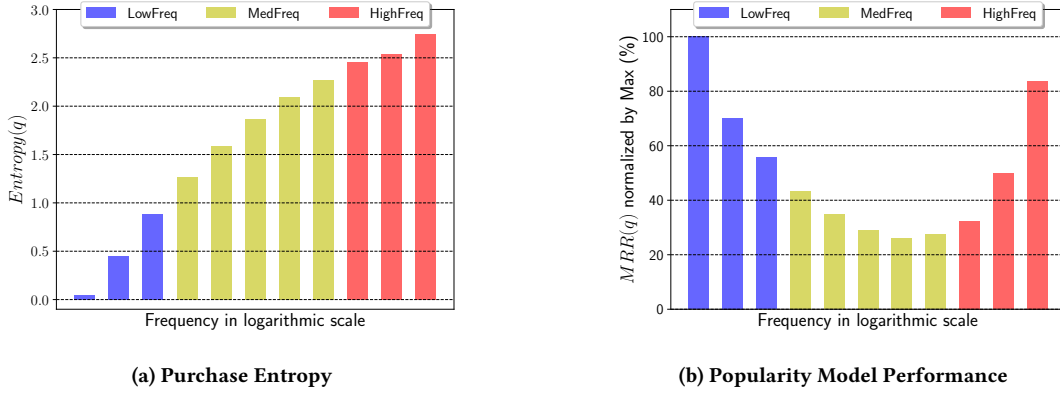 LowFreq MedFreq HighFreq
3.0
2.5
2.0
1.5
1.0
0.5
0.0
Entropy(q)
Frequency in logarithmic scale
(a) Purchase Entropy
LowFreq MedFreq HighFreq
100
80
60
40
20
0
MRR(q) normalized by Max (%)
Frequency in logarithmic scale
(b) Popularity Model Performance